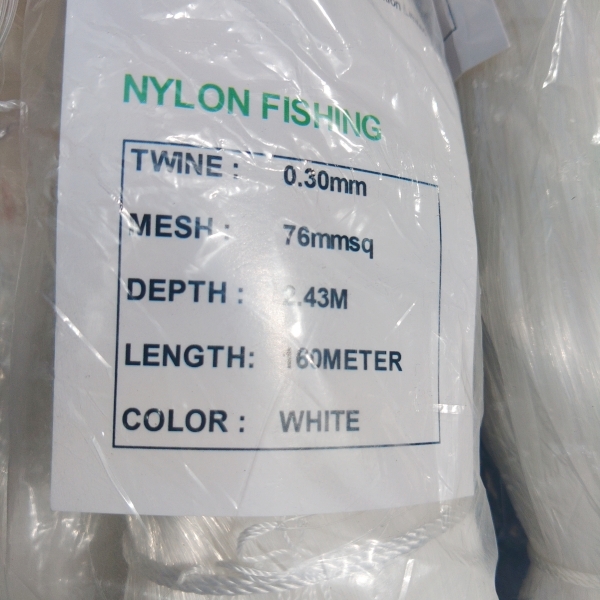 NYLON FISHING
TWINE : 0.30mm
MESH : 76mmsq
DEPTH : 2.43M
LENGTH: 160METER
COLOR : WHITE